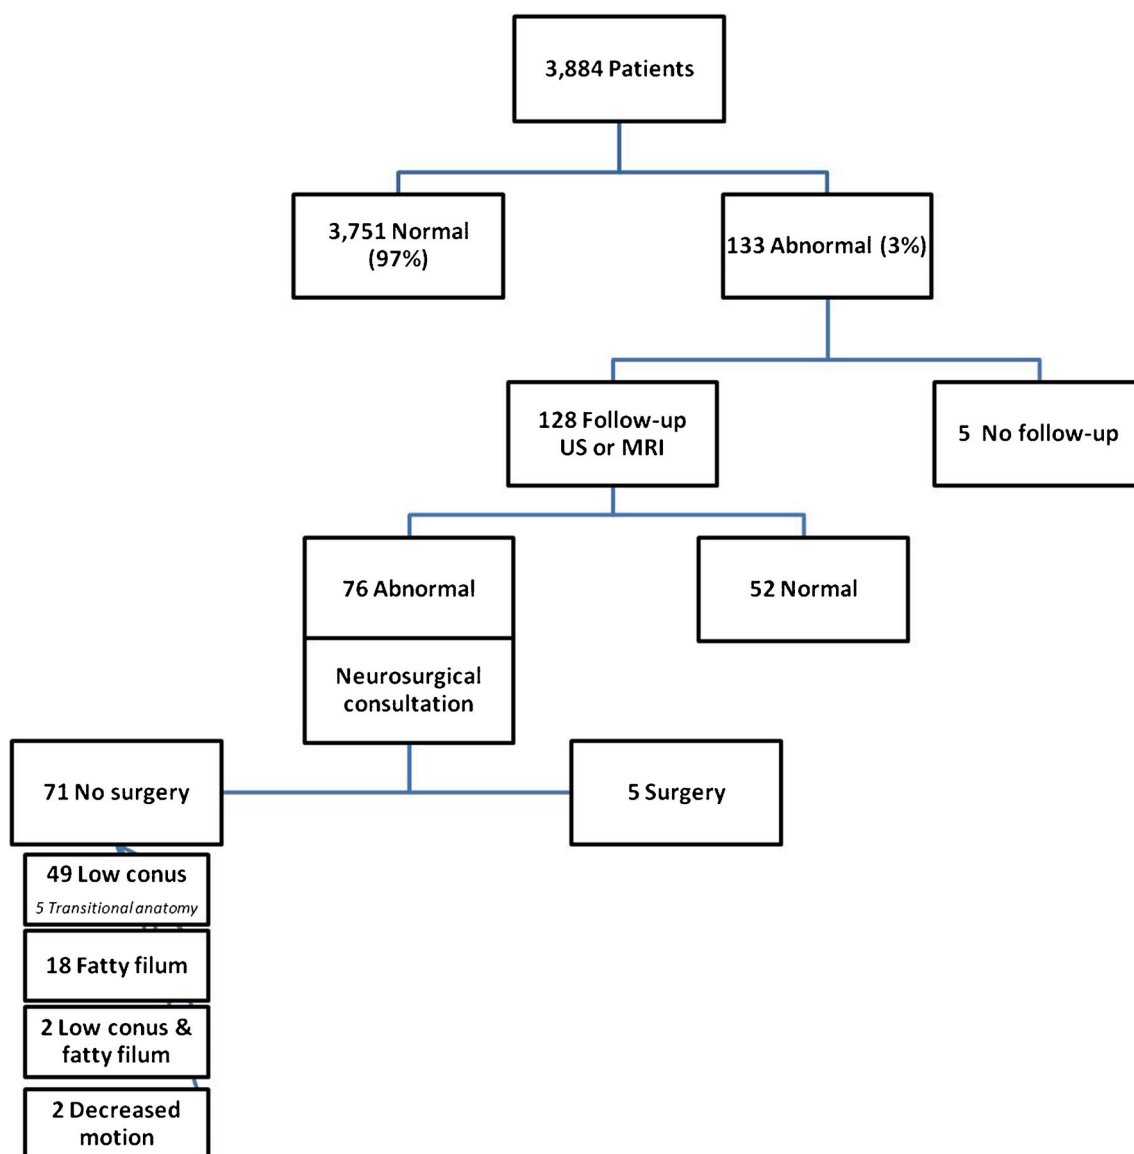 3,884 Patients
3,751 Normal
(97%)
133 Abnormal (3%)
128 Follow-up
US or MRI
5 No follow-up
76 Abnormal
52 Normal
Neurosurgical
consultation
71 No surgery
5 Surgery
49 Low conus
5 Transitional anatomy
18 Fatty filum
2 Low conus &
fatty filum
2 Decreased
motion